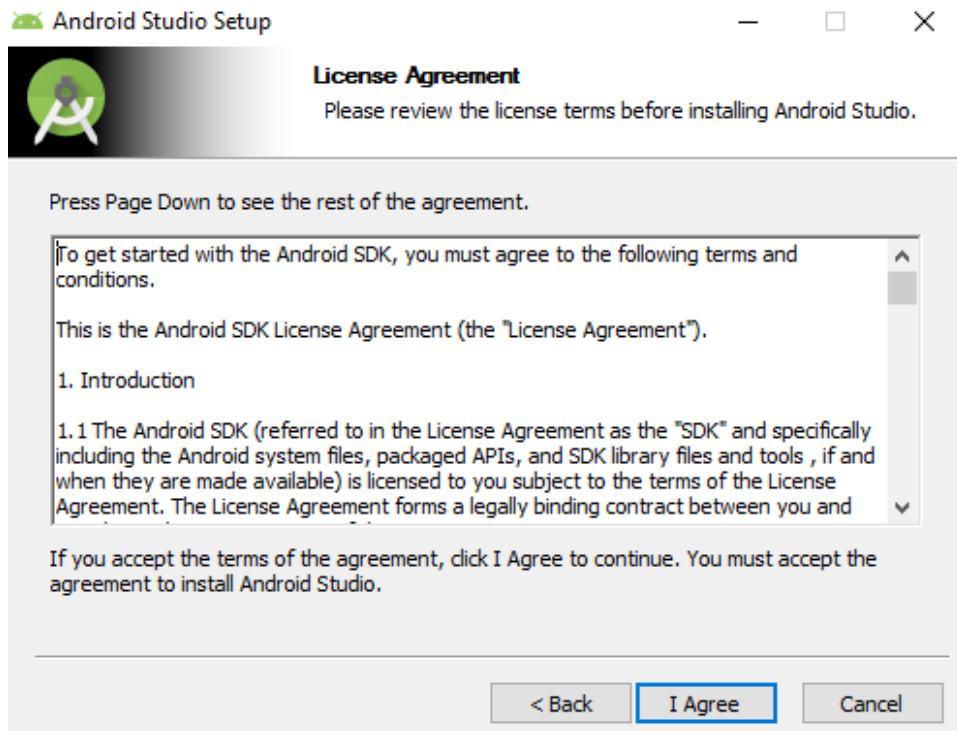 Android Studio Setup
License Agreement
Please review the license terms before installing Android Studio.
Press Page Down to see the rest of the agreement.
To get started with the Android SDK, you must agree to the following terms and
conditions.
This is the Android SDK License Agreement (the "License Agreement").
1. Introduction
1.1 The Android SDK (referred to in the License Agreement as the "SDK" and specifically
including the Android system files, packaged APIs, and SDK library files and tools , if and
when they are made available) is licensed to you subject to the terms of the License
Agreement. The License Agreement forms a legally binding contract between you and
If you accept the terms of the agreement, click I Agree to continue. You must accept the
agreement to install Android Studio.
< Back
I Agree
Cancel